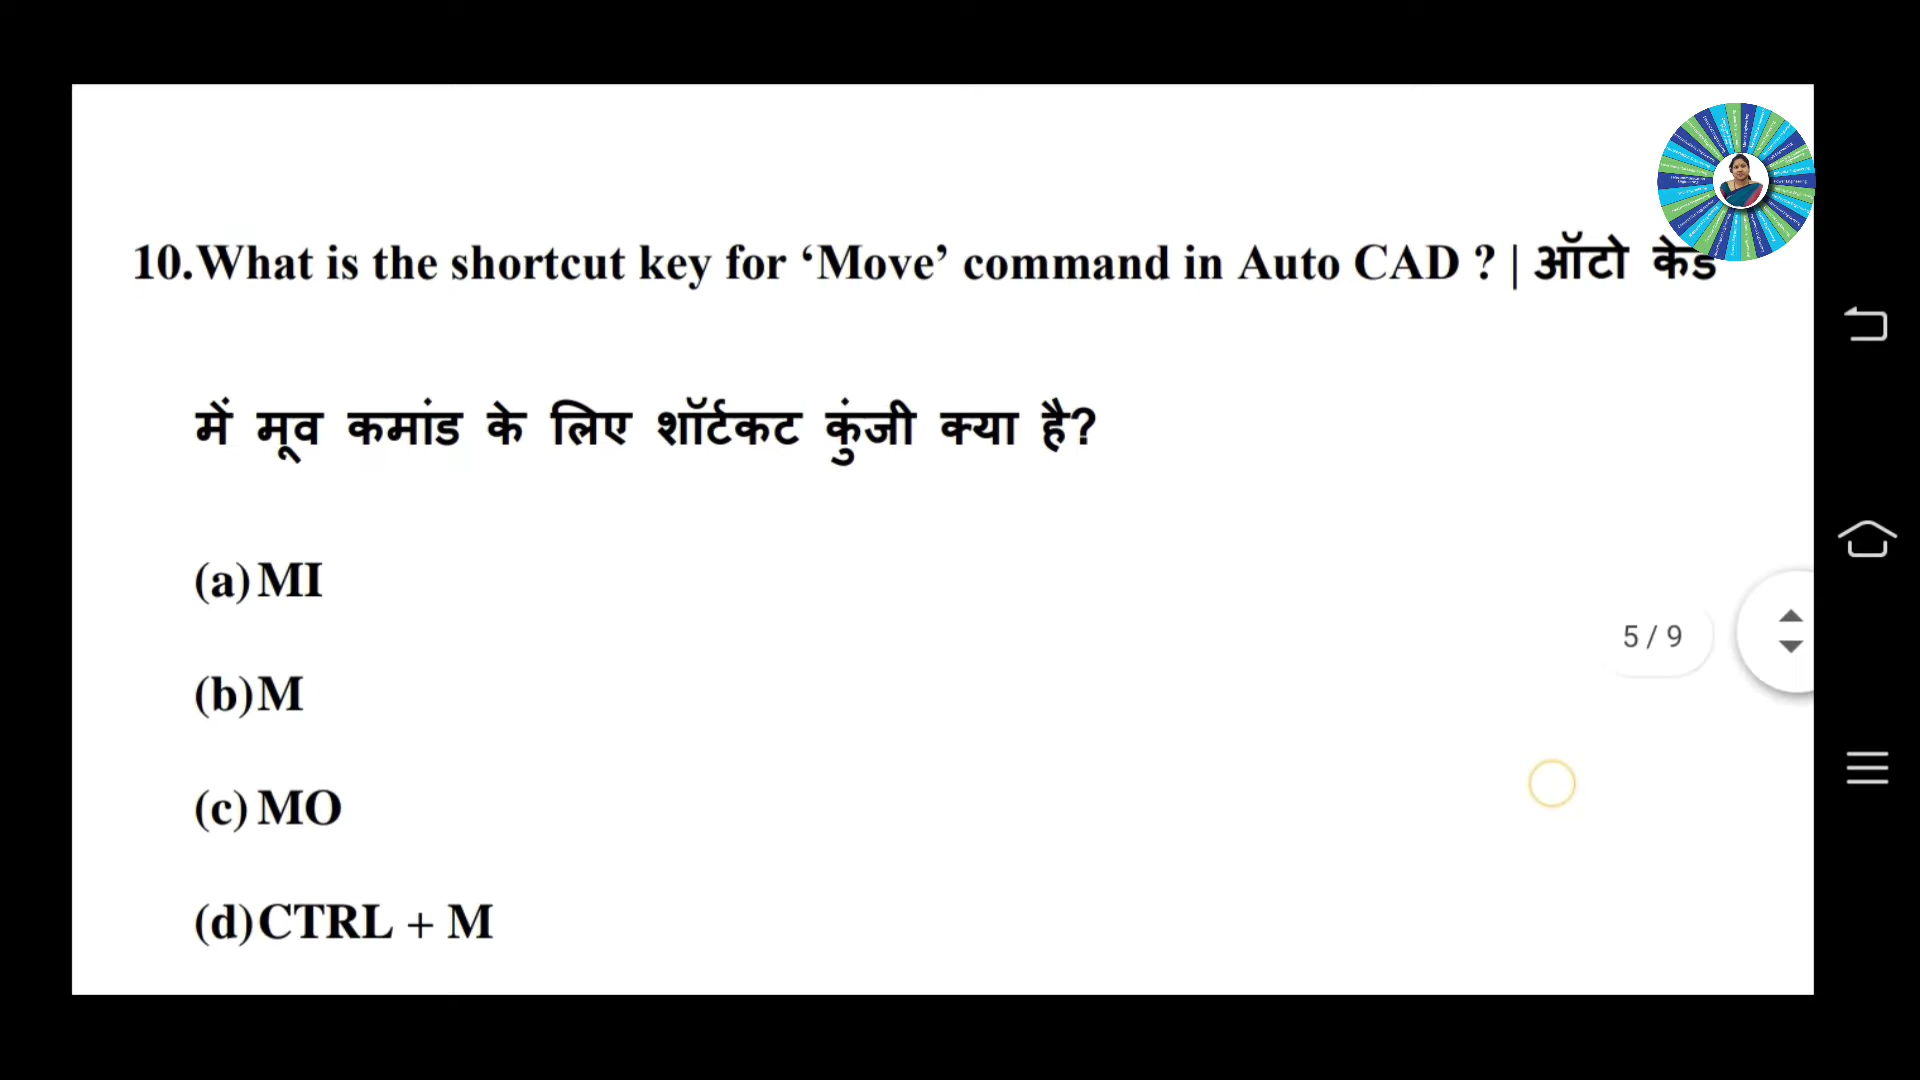 10.What is the shortcut key for ‘Move’ command in Auto CAD ? | ऑटो केड
में मूव कमांड के लिए शॉर्टकट कुंजी क्या है?
(a) MI
(b) M
5 / 9
(c) MO
(d) CTRL + M